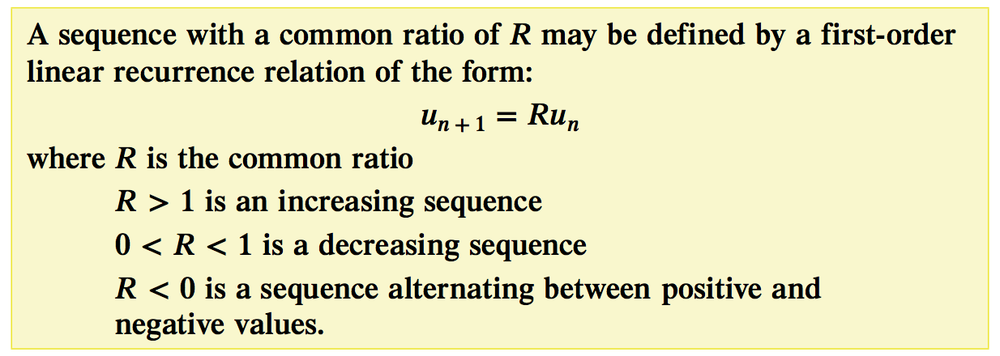 A sequence with a common ratio of R may be defined by a first-order
linear recurrence relation of the form:
uₙ₊₁ = Ruₙ
where R is the common ratio
R > 1 is an increasing sequence
0 < R < 1 is a decreasing sequence
R < 0 is a sequence alternating between positive and
negative values.